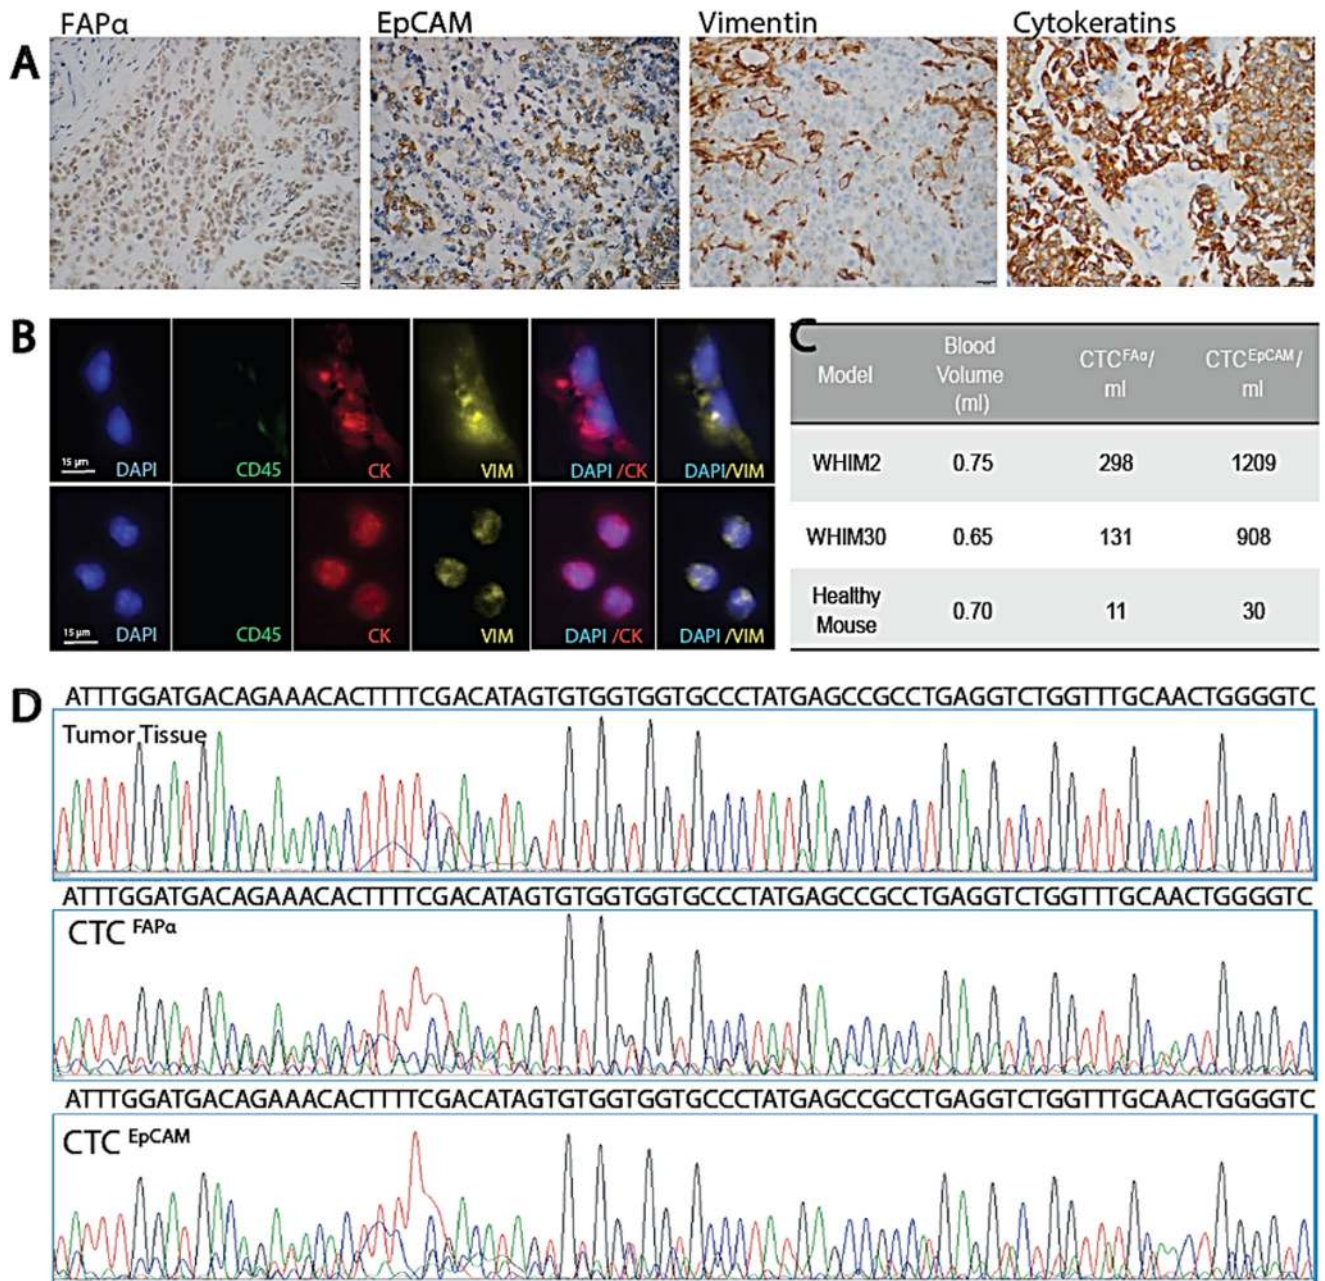 FAPα EpCAM Vimentin Cytokeratins
A
B
DAPI CD45 CK VIM DAPI /CK DAPI/VIM
15 µm
DAPI CD45 CK VIM DAPI /CK DAPI/VIM
15 µm
C
Model Blood Volume (ml) CTC^FAα/ ml CTC^EpCAM/ ml
WHIM2 0.75 298 1209
WHIM30 0.65 131 908
Healthy Mouse 0.70 11 30
D
ATTTGGATGACAGAAACACTTTTCGACATAGTGTGGTGGTGCCCTATGAGCCGCCTGAGGTCTGGTTTGCAACTGGGGTC
Tumor Tissue
ATTTGGATGACAGAAACACTTTTCGACATAGTGTGGTGGTGCCCTATGAGCCGCCTGAGGTCTGGTTTGCAACTGGGGTC
CTC FAPα
ATTTGGATGACAGAAACACTTTTCGACATAGTGTGGTGGTGCCCTATGAGCCGCCTGAGGTCTGGTTTGCAACTGGGGTC
CTC EpCAM